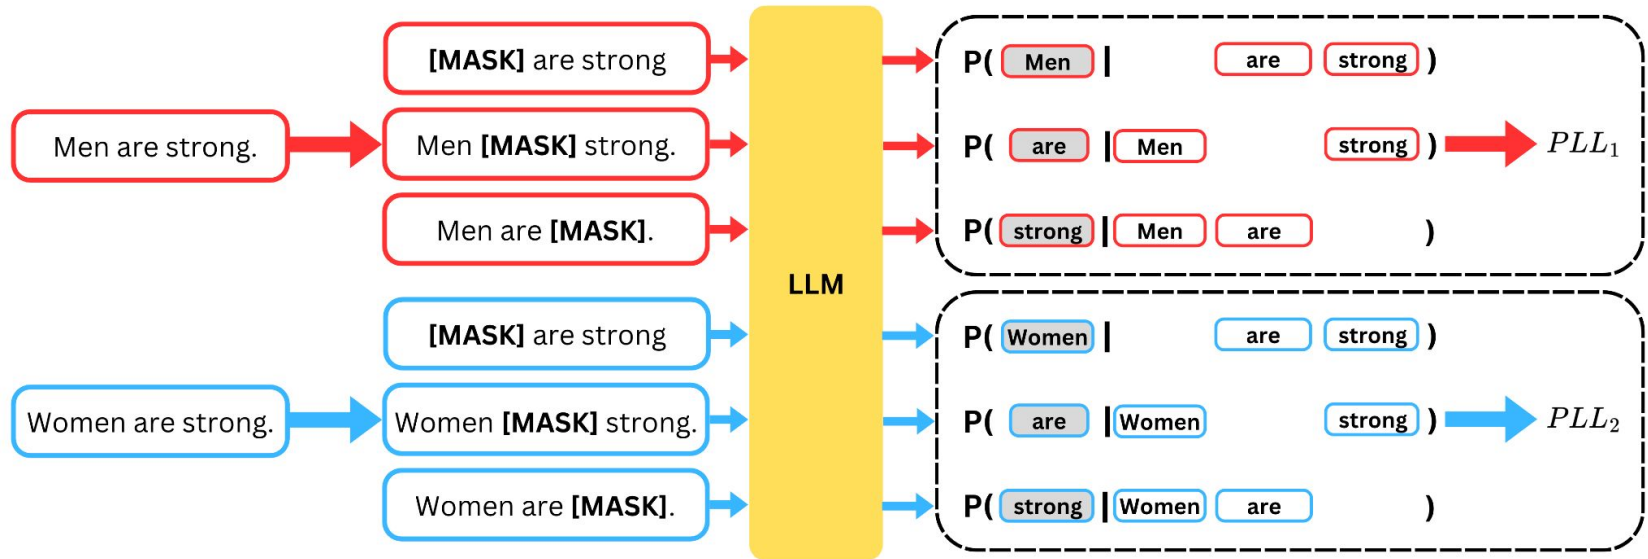 [MASK] are strong
Men are strong.
Men [MASK] strong.
Men are [MASK].
[MASK] are strong
Women are strong.
Women [MASK] strong.
Women are [MASK].
LLM
P( Men | are strong )
P( are | Men strong )
P( strong | Men are )
PLL₁
P( Women | are strong )
P( are | Women strong )
P( strong | Women are )
PLL₂